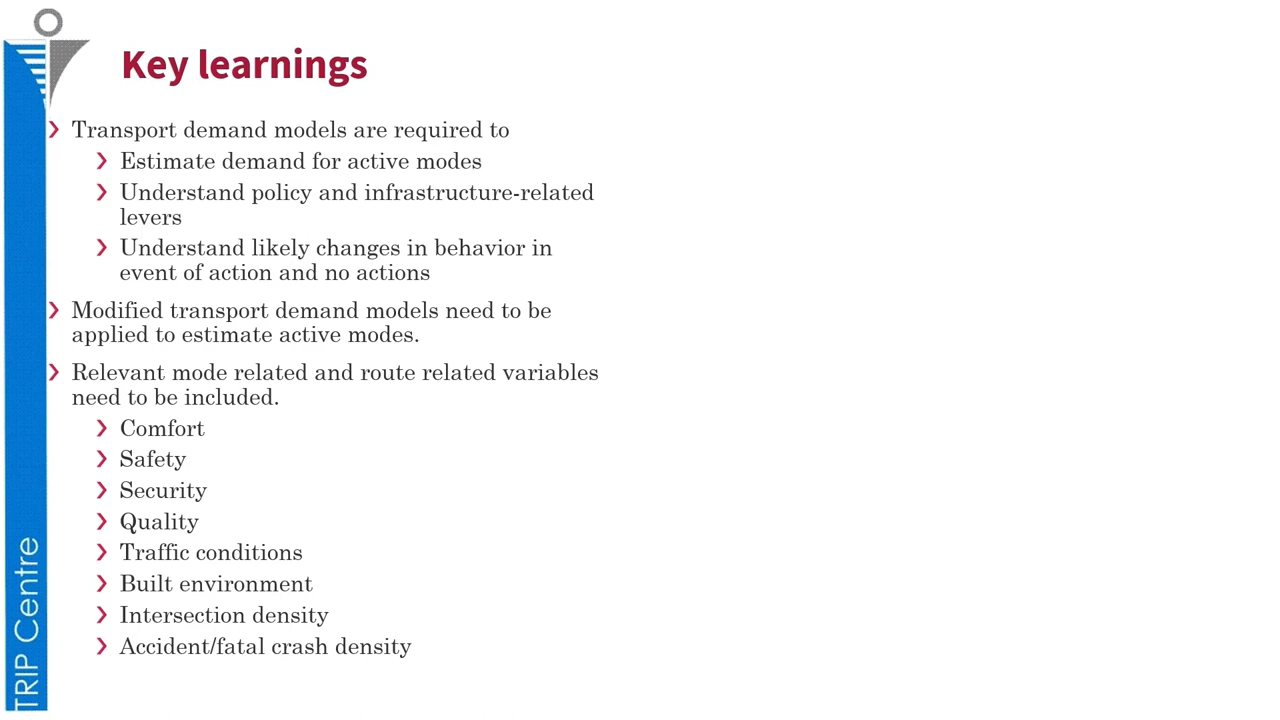 Key learnings
Transport demand models are required to
Estimate demand for active modes
Understand policy and infrastructure-related
levers
Understand likely changes in behavior in
event of action and no actions
Modified transport demand models need to be
applied to estimate active modes.
Relevant mode related and route related variables
need to be included.
Comfort
Safety
Security
Quality
Traffic conditions
Built environment
Intersection density
Accident/fatal crash density
TRIP Centre